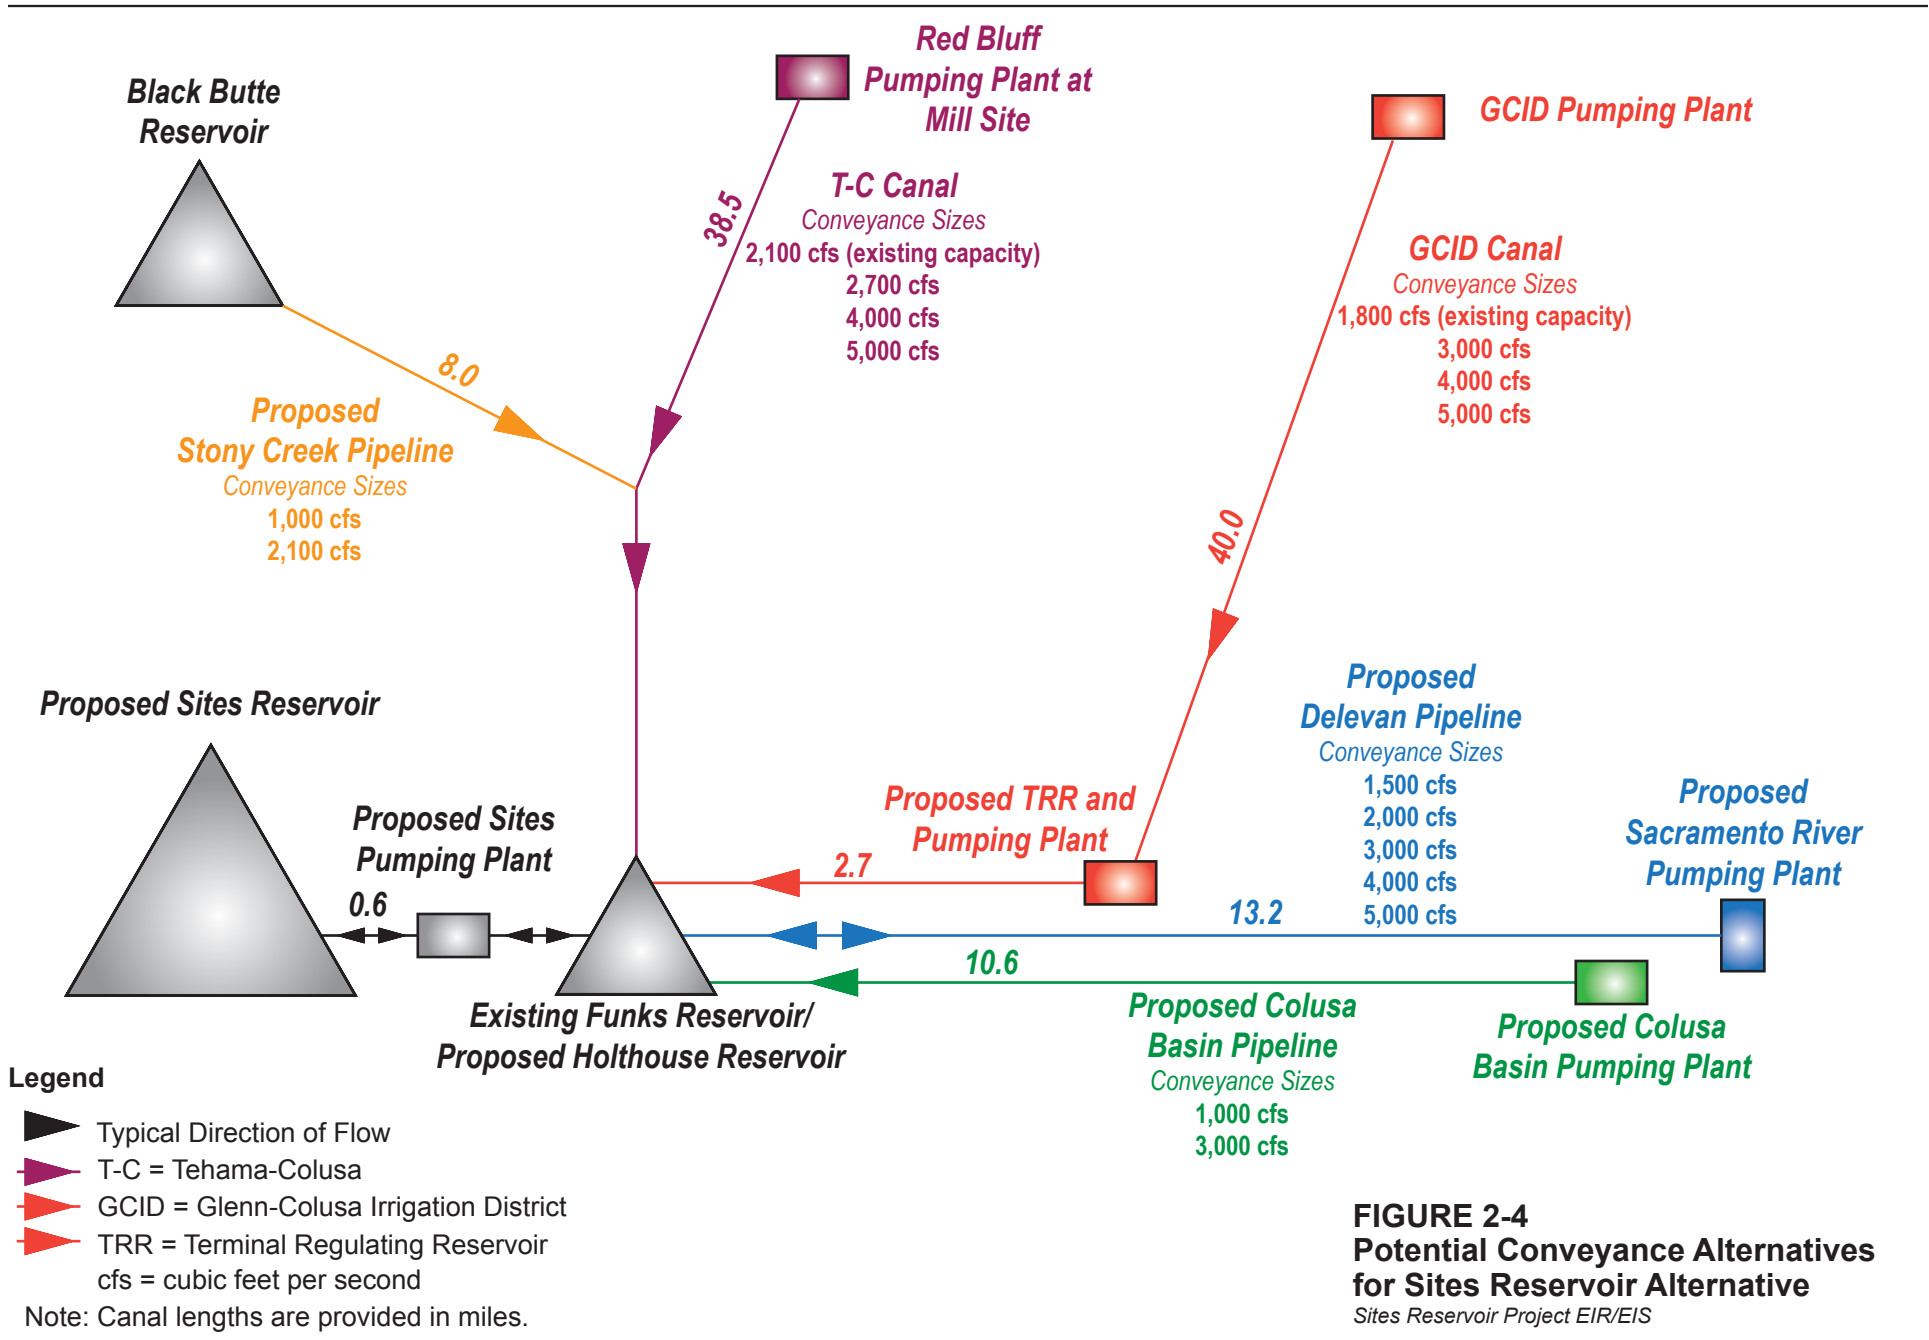 Red Bluff
Pumping Plant at
Mill Site
Black Butte
Reservoir
GCID Pumping Plant
38.5
T-C Canal
Conveyance Sizes
2,100 cfs (existing capacity)
2,700 cfs
4,000 cfs
5,000 cfs
GCID Canal
Conveyance Sizes
1,800 cfs (existing capacity)
3,000 cfs
4,000 cfs
5,000 cfs
8.0
Proposed
Stony Creek Pipeline
Conveyance Sizes
1,000 cfs
2,100 cfs
40.0
Proposed Sites Reservoir
Proposed
Delevan Pipeline
Conveyance Sizes
1,500 cfs
2,000 cfs
3,000 cfs
4,000 cfs
5,000 cfs
Proposed Sites
Pumping Plant
0.6
Proposed TRR and
Pumping Plant
2.7
Proposed
Sacramento River
Pumping Plant
13.2
10.6
Existing Funks Reservoir/
Proposed Holthouse Reservoir
Proposed Colusa
Basin Pipeline
Conveyance Sizes
1,000 cfs
3,000 cfs
Proposed Colusa
Basin Pumping Plant
Legend
Typical Direction of Flow
T-C = Tehama-Colusa
GCID = Glenn-Colusa Irrigation District
TRR = Terminal Regulating Reservoir
cfs = cubic feet per second
Note: Canal lengths are provided in miles.
FIGURE 2-4
Potential Conveyance Alternatives
for Sites Reservoir Alternative
Sites Reservoir Project EIR/EIS